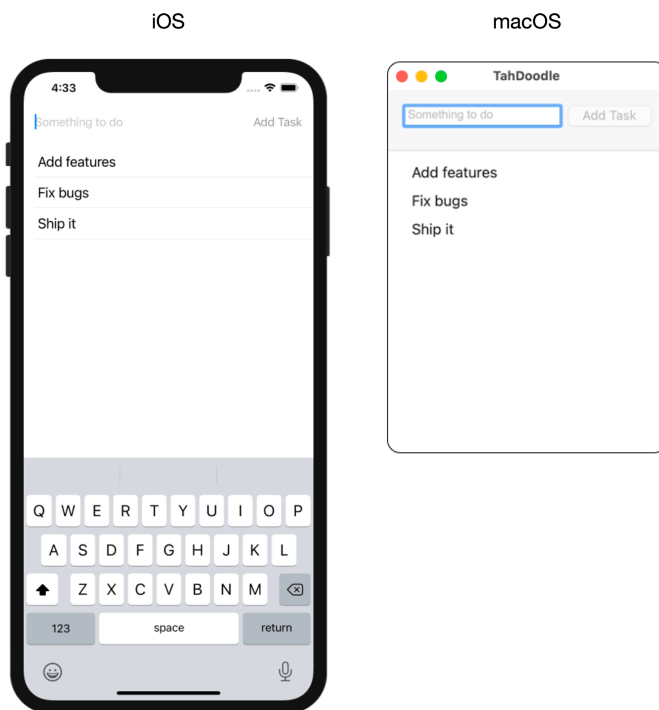 iOS
macOS
4:33
Something to do Add Task
Add features
Fix bugs
Ship it
Q W E R T Y U I O P
A S D F G H J K L
Z X C V B N M
123 space return
TahDoodle
Something to do Add Task
Add features
Fix bugs
Ship it